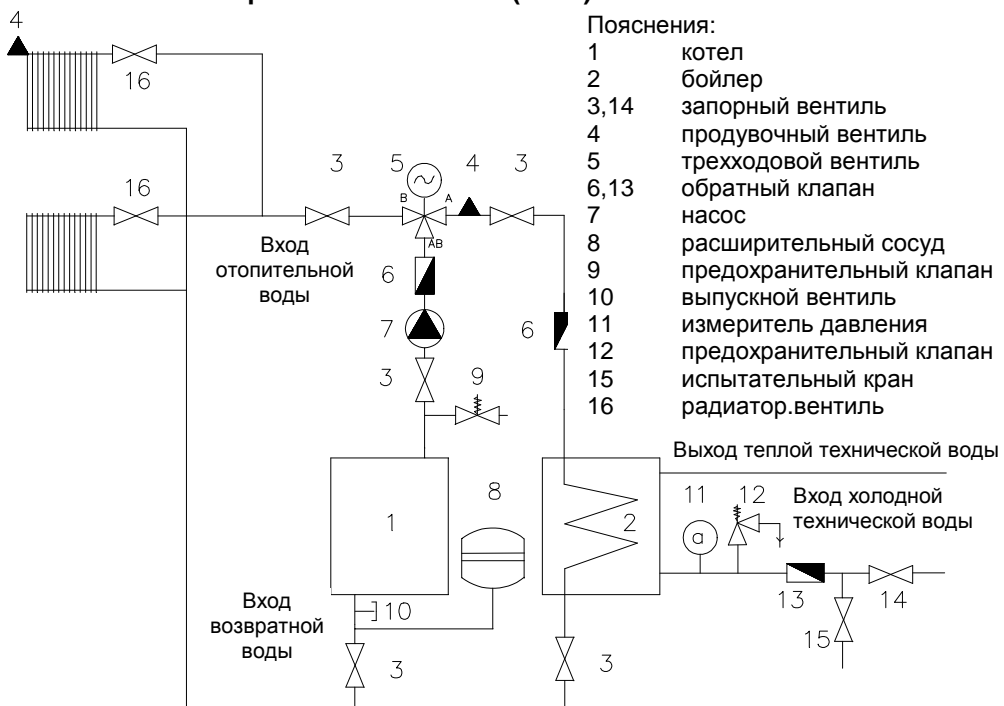 4
16
16
3
5
4
3
B
A
AB
Вход
отопительной
воды
6
7
6
3
9
1
8
2
11
12
a
Вход
возвратной
воды
10
3
3
13
14
15
Пояснения:
1 котел
2 бойлер
3,14 запорный вентиль
4 продувочный вентиль
5 трехходовой вентиль
6,13 обратный клапан
7 насос
8 расширительный сосуд
9 предохранительный клапан
10 выпускной вентиль
11 измеритель давления
12 предохранительный клапан
15 испытательный кран
16 радиатор.вентиль
Выход теплой технической воды
Вход холодной
технической воды